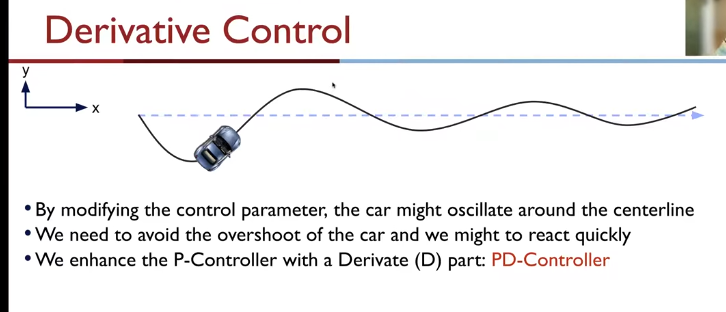 Derivative Control
y
x
• By modifying the control parameter, the car might oscillate around the centerline
• We need to avoid the overshoot of the car and we might to react quickly
• We enhance the P-Controller with a Derivate (D) part: PD-Controller